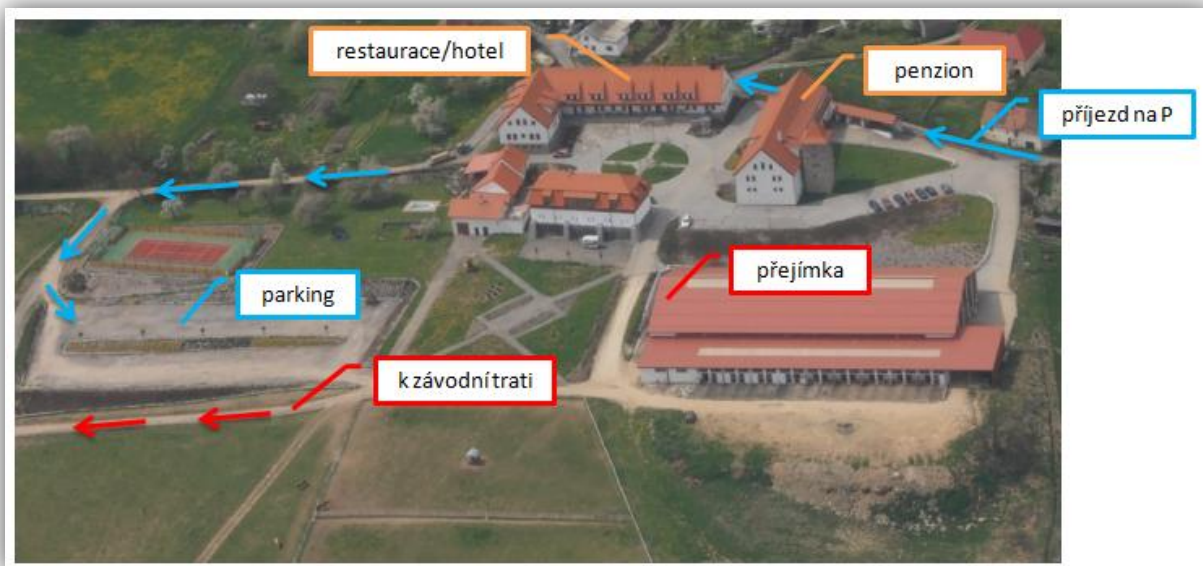 restaurace/hotel
penzion
příjezd na P
přejímka
parking
k závodní trati